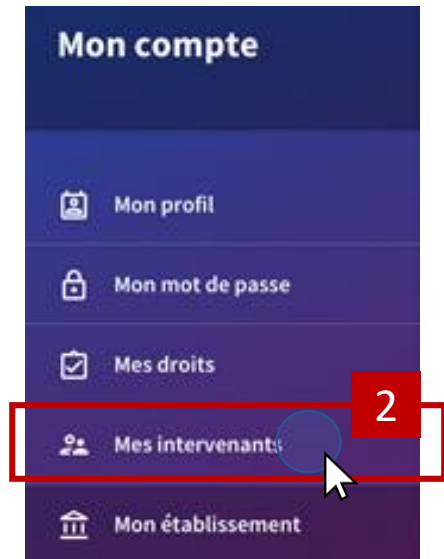 Mon compte
Mon profil
Mon mot de passe
Mes droits
2
Mes intervenants
Mon établissement